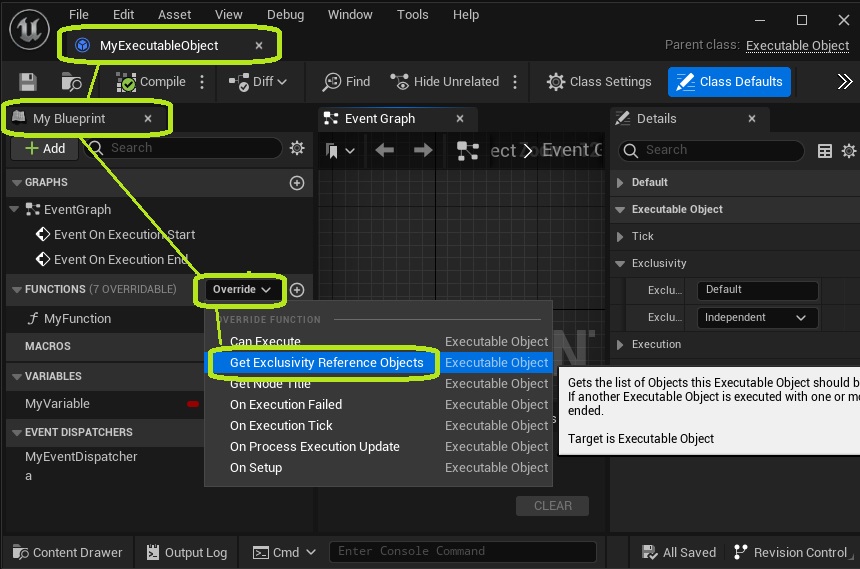 File Edit Asset View Debug Window Tools Help
MyExecutableObject
Parent class: Executable Object
Compile Diff Find Hide Unrelated Class Settings Class Defaults
My Blueprint Event Graph Details
Add Search ect Event G Search
GRAPHS
EventGraph
Event On Execution Start
Event On Execution End
FUNCTIONS (7 OVERRIDABLE) Override
MyFunction
MACROS
VARIABLES
MyVariable
EVENT DISPATCHERS
MyEventDispatcher
a
OVERRIDE FUNCTION
Can Execute Executable Object
Get Exclusivity Reference Objects Executable Object
Get Node Title Executable Object
On Execution Failed Executable Object
On Execution Tick Executable Object
On Process Execution Update Executable Object
On Setup Executable Object
CLEAR
Default
Executable Object
Tick
Exclusivity
Exclu... Default
Exclu... Independent
Execution
Gets the list of Objects this Executable Object should b
If another Executable Object is executed with one or mo
ended.
Target is Executable Object
Content Drawer Output Log Cmd Enter Console Command All Saved Revision Control